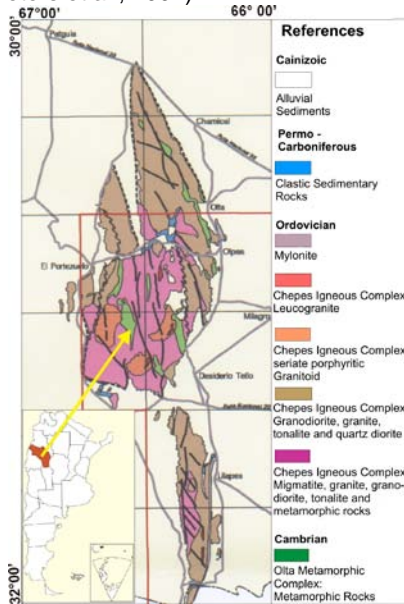 67°00'
66° 00'
30°00'
32°00'
Patquía
Chamical
Olta
Olpas
El Portezuelo
Milagro
Desiderio Tello
Ulapes
References
Cainizoic
Alluvial
Sediments
Permo -
Carboniferous
Clastic Sedimentary
Rocks
Ordovician
Mylonite
Chepes Igneous Complex
Leucogranite
Chepes Igneous Complex
seriate porphyritic
Granitoid
Chepes Igneous Complex
Granodiorite, granite,
tonalite and quartz diorite
Chepes Igneous Complex
Migmatite, granite, grano-
diorite, tonalite and
metamorphic rocks
Cambrian
Olta Metamorphic
Complex:
Metamorphic Rocks